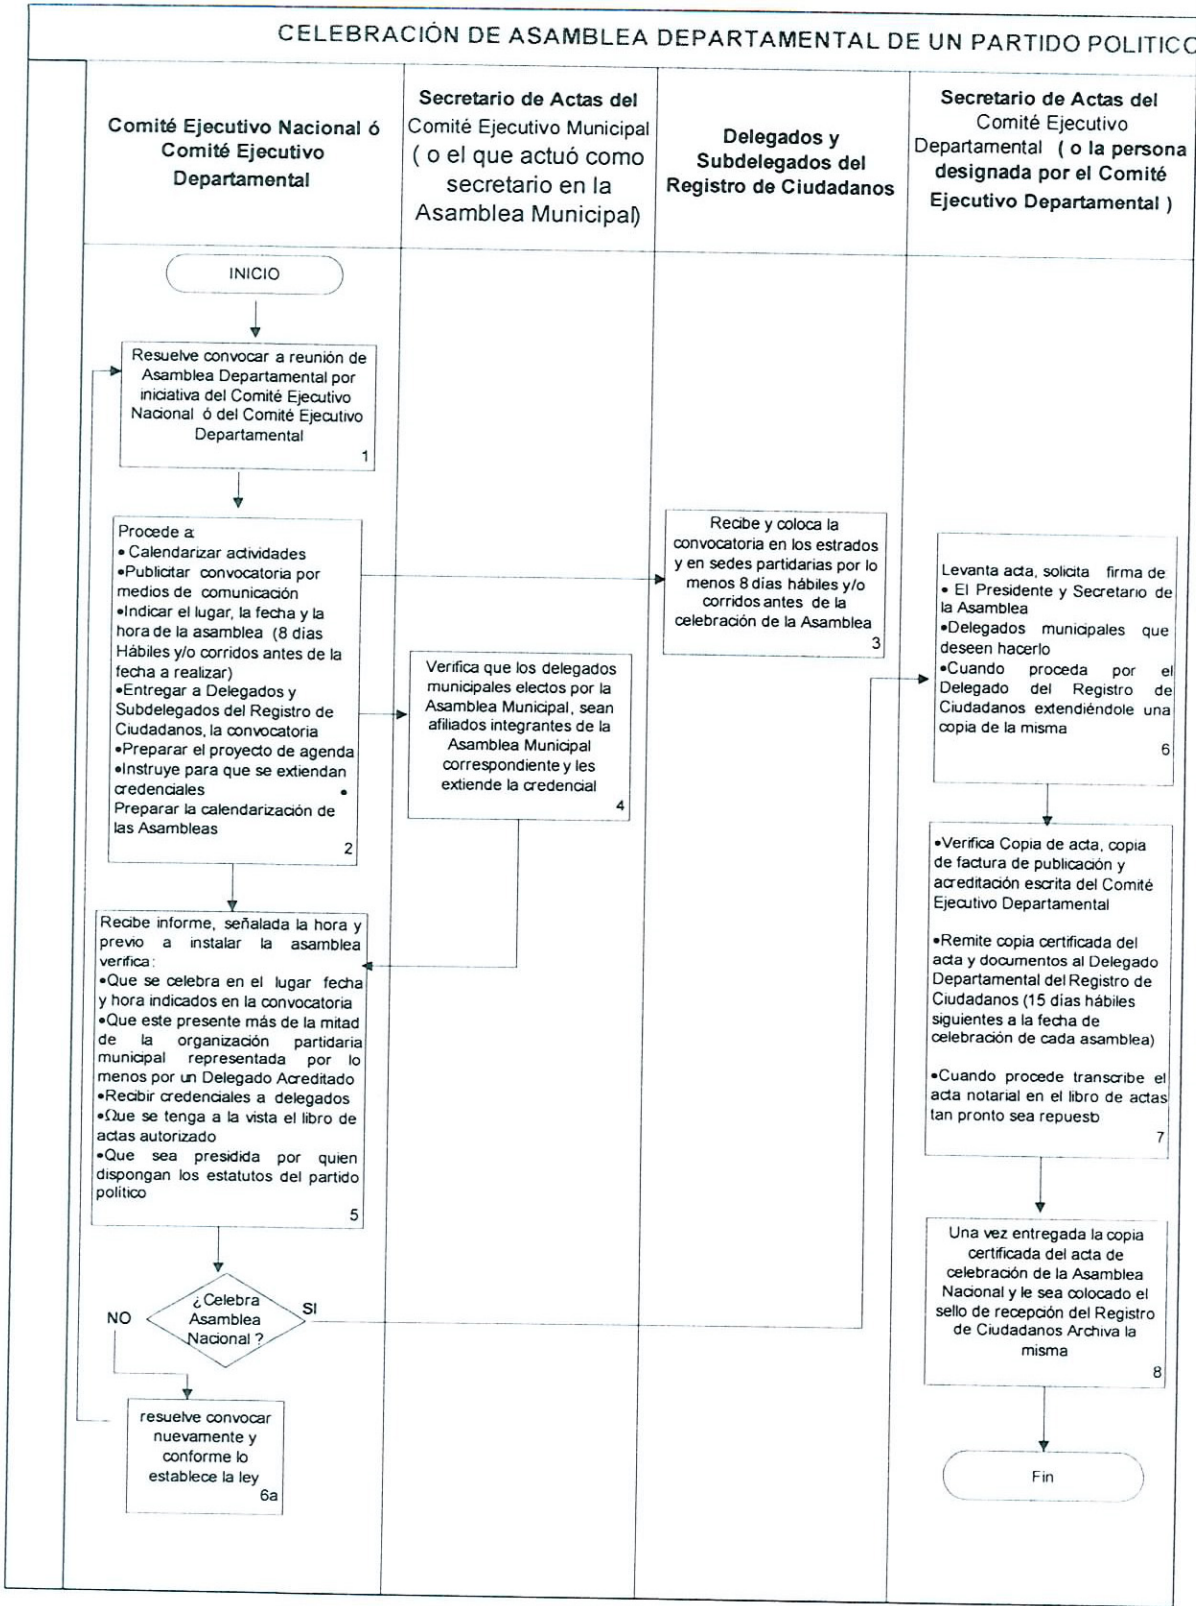 CELEBRACIÓN DE ASAMBLEA DEPARTAMENTAL DE UN PARTIDO POLITICO
Comité Ejecutivo Nacional ó
Comité Ejecutivo
Departamental
Secretario de Actas del
Comité Ejecutivo Municipal
( o el que actuó como
secretario en la
Asamblea Municipal)
Delegados y
Subdelegados del
Registro de Ciudadanos
Secretario de Actas del
Comité Ejecutivo
Departamental ( o la persona
designada por el Comité
Ejecutivo Departamental )
INICIO
Resuelve convocar a reunión de
Asamblea Departamental por
iniciativa del Comité Ejecutivo
Nacional ó del Comité Ejecutivo
Departamental
1
Procede a:
• Calendarizar actividades
•Publicitar convocatoria por
medios de comunicación
•Indicar el lugar, la fecha y la
hora de la asamblea (8 días
Hábiles y/o corridos antes de la
fecha a realizar)
•Entregar a Delegados y
Subdelegados del Registro de
Ciudadanos, la convocatoria
•Preparar el proyecto de agenda
•Instruye para que se extiendan
credenciales •
Preparar la calendarización de
las Asambleas
2
Recibe y coloca la
convocatoria en los estrados
y en sedes partidarias por lo
menos 8 días hábiles y/o
corridos antes de la
celebración de la Asamblea
3
Verifica que los delegados
municipales electos por la
Asamblea Municipal, sean
afiliados integrantes de la
Asamblea Municipal
correspondiente y les
extiende la credencial
4
Recibe informe, señalada la hora y
previo a instalar la asamblea
verifica:
•Que se celebra en el lugar fecha
y hora indicados en la convocatoria
•Que este presente más de la mitad
de la organización partidaria
municipal representada por lo
menos por un Delegado Acreditado
•Recibir credenciales a delegados
•Que se tenga a la vista el libro de
actas autorizado
•Que sea presidida por quien
dispongan los estatutos del partido
político
5
¿Celebra
Asamblea
Nacional ?
NO
SI
resuelve convocar
nuevamente y
conforme lo
establece la ley
6a
Levanta acta, solicita firma de
• El Presidente y Secretario de
la Asamblea
•Delegados municipales que
deseen hacerlo
•Cuando proceda por el
Delegado del Registro de
Ciudadanos extendiéndole una
copia de la misma
6
•Verifica Copia de acta, copia
de factura de publicación y
acreditación escrita del Comité
Ejecutivo Departamental
•Remite copia certificada del
acta y documentos al Delegado
Departamental del Registro de
Ciudadanos (15 días hábiles
siguientes a la fecha de
celebración de cada asamblea)
•Cuando procede transcribe el
acta notarial en el libro de actas
tan pronto sea repuesto
7
Una vez entregada la copia
certificada del acta de
celebración de la Asamblea
Nacional y le sea colocado el
sello de recepción del Registro
de Ciudadanos Archiva la
misma
8
Fin